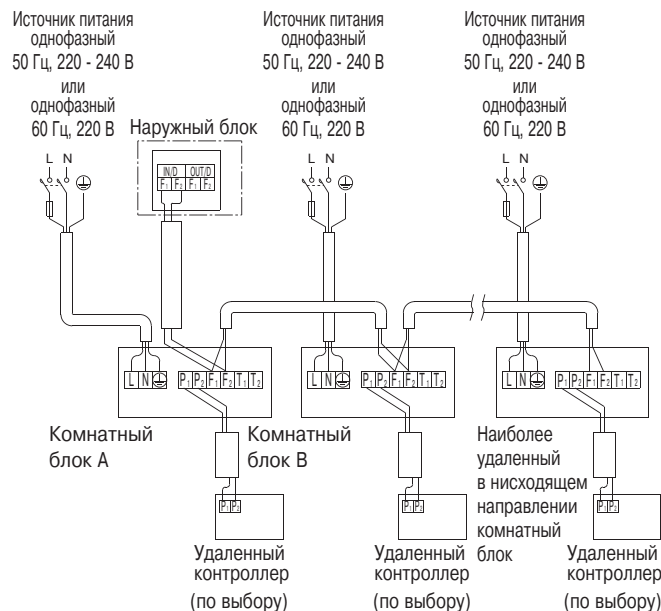 Источник питания
однофазный
50 Гц, 220 - 240 В
или
однофазный
60 Гц, 220 В
Источник питания
однофазный
50 Гц, 220 - 240 В
или
однофазный
60 Гц, 220 В
Источник питания
однофазный
50 Гц, 220 - 240 В
или
однофазный
60 Гц, 220 В
Наружный блок
L N
IN/D OUT/D
F₁ F₂ F₁ F₂
L N
L N
L N P₁ P₂ F₁ F₂ T₁ T₂
L N P₁ P₂ F₁ F₂ T₁ T₂
L N P₁ P₂ F₁ F₂ T₁ T₂
Комнатный
блок A
Комнатный
блок B
Наиболее
удаленный
в нисходящем
направлении
комнатный
блок
P₁ P₂
P₁ P₂
P₁ P₂
Удаленный
контроллер
(по выбору)
Удаленный
контроллер
(по выбору)
Удаленный
контроллер
(по выбору)